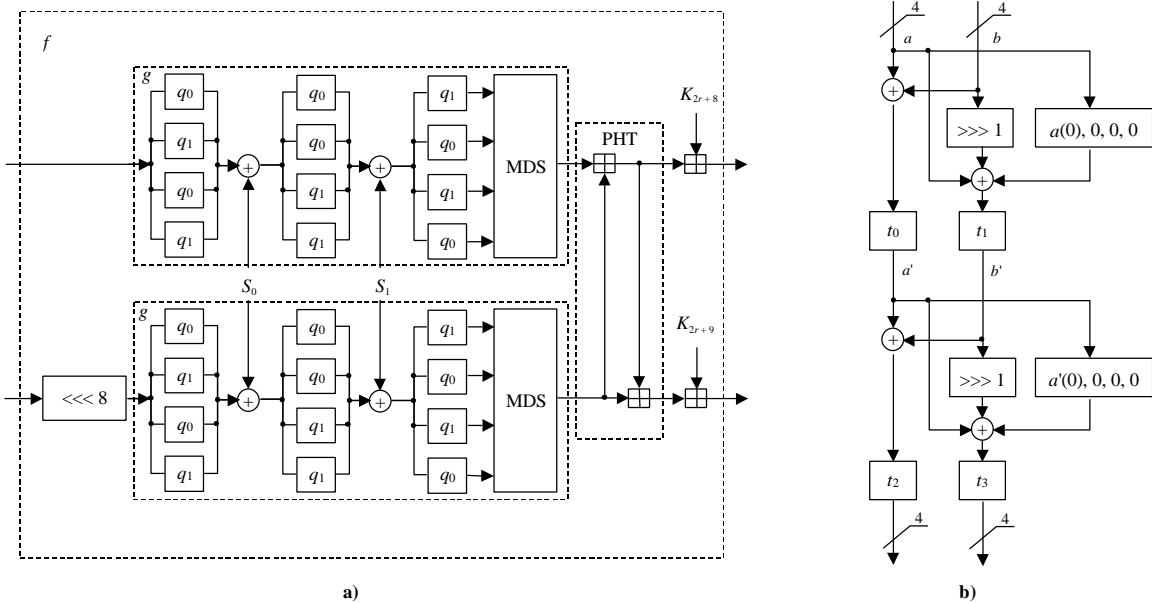 f
g
q0 q0 q1
q1 q0 q0
q0 q1 q1
q1 q1 q0
MDS
PHT
K2r+8
S0 S1
g
<<< 8
q0 q0 q1
q1 q0 q0
q0 q1 q1
q1 q1 q0
MDS
K2r+9
a)
4 4
a b
>>> 1
a(0), 0, 0, 0
t0 t1
a' b'
>>> 1
a'(0), 0, 0, 0
t2 t3
4 4
b)